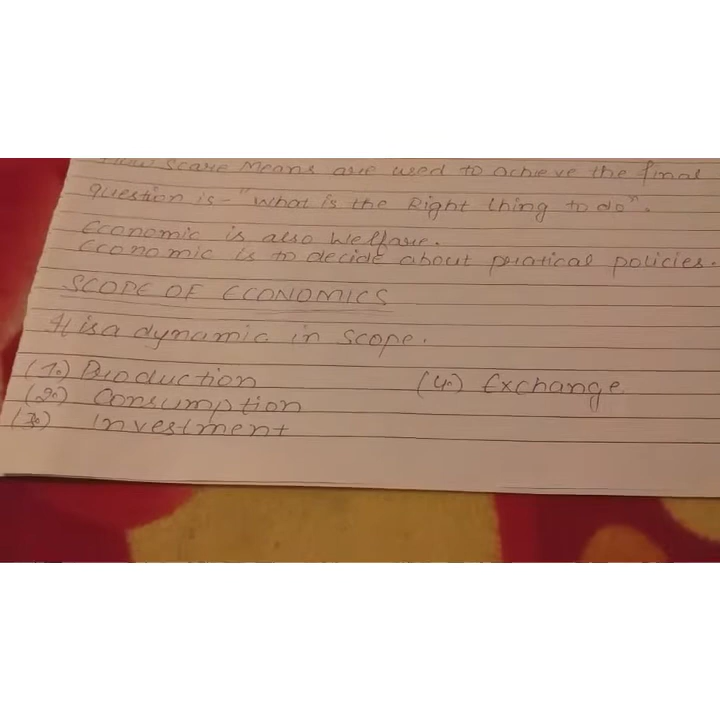 scare means are used to achieve the final
question is - "What is the Right thing to do".
Economic is also Welfare.
Economic is to decide about pratical policies.
SCOPE OF ECONOMICS
It is a dynamic in scope.
(1.) Production
(4.) Exchange
(2.) Consumption
(3.) Investment